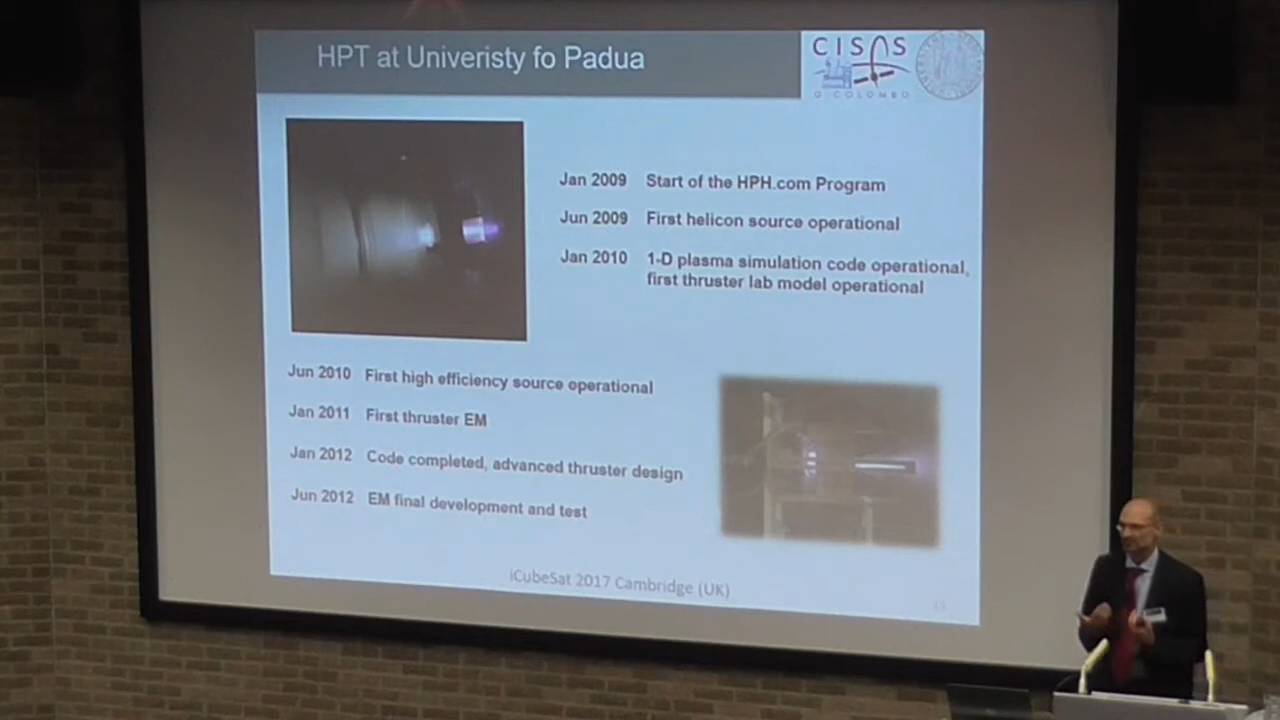 HPT at Univeristy fo Padua
CISAS
G. COLOMBO
Jan 2009 Start of the HPH.com Program
Jun 2009 First helicon source operational
Jan 2010 1-D plasma simulation code operational,
first thruster lab model operational
Jun 2010 First high efficiency source operational
Jan 2011 First thruster EM
Jan 2012 Code completed, advanced thruster design
Jun 2012 EM final development and test
iCubeSat 2017 Cambridge (UK)